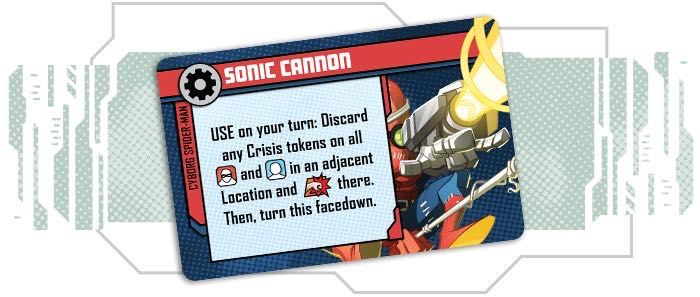 SONIC CANNON
CYBORG SPIDER-MAN
USE on your turn: Discard
any Crisis tokens on all
and in an adjacent
Location and there.
Then, turn this facedown.